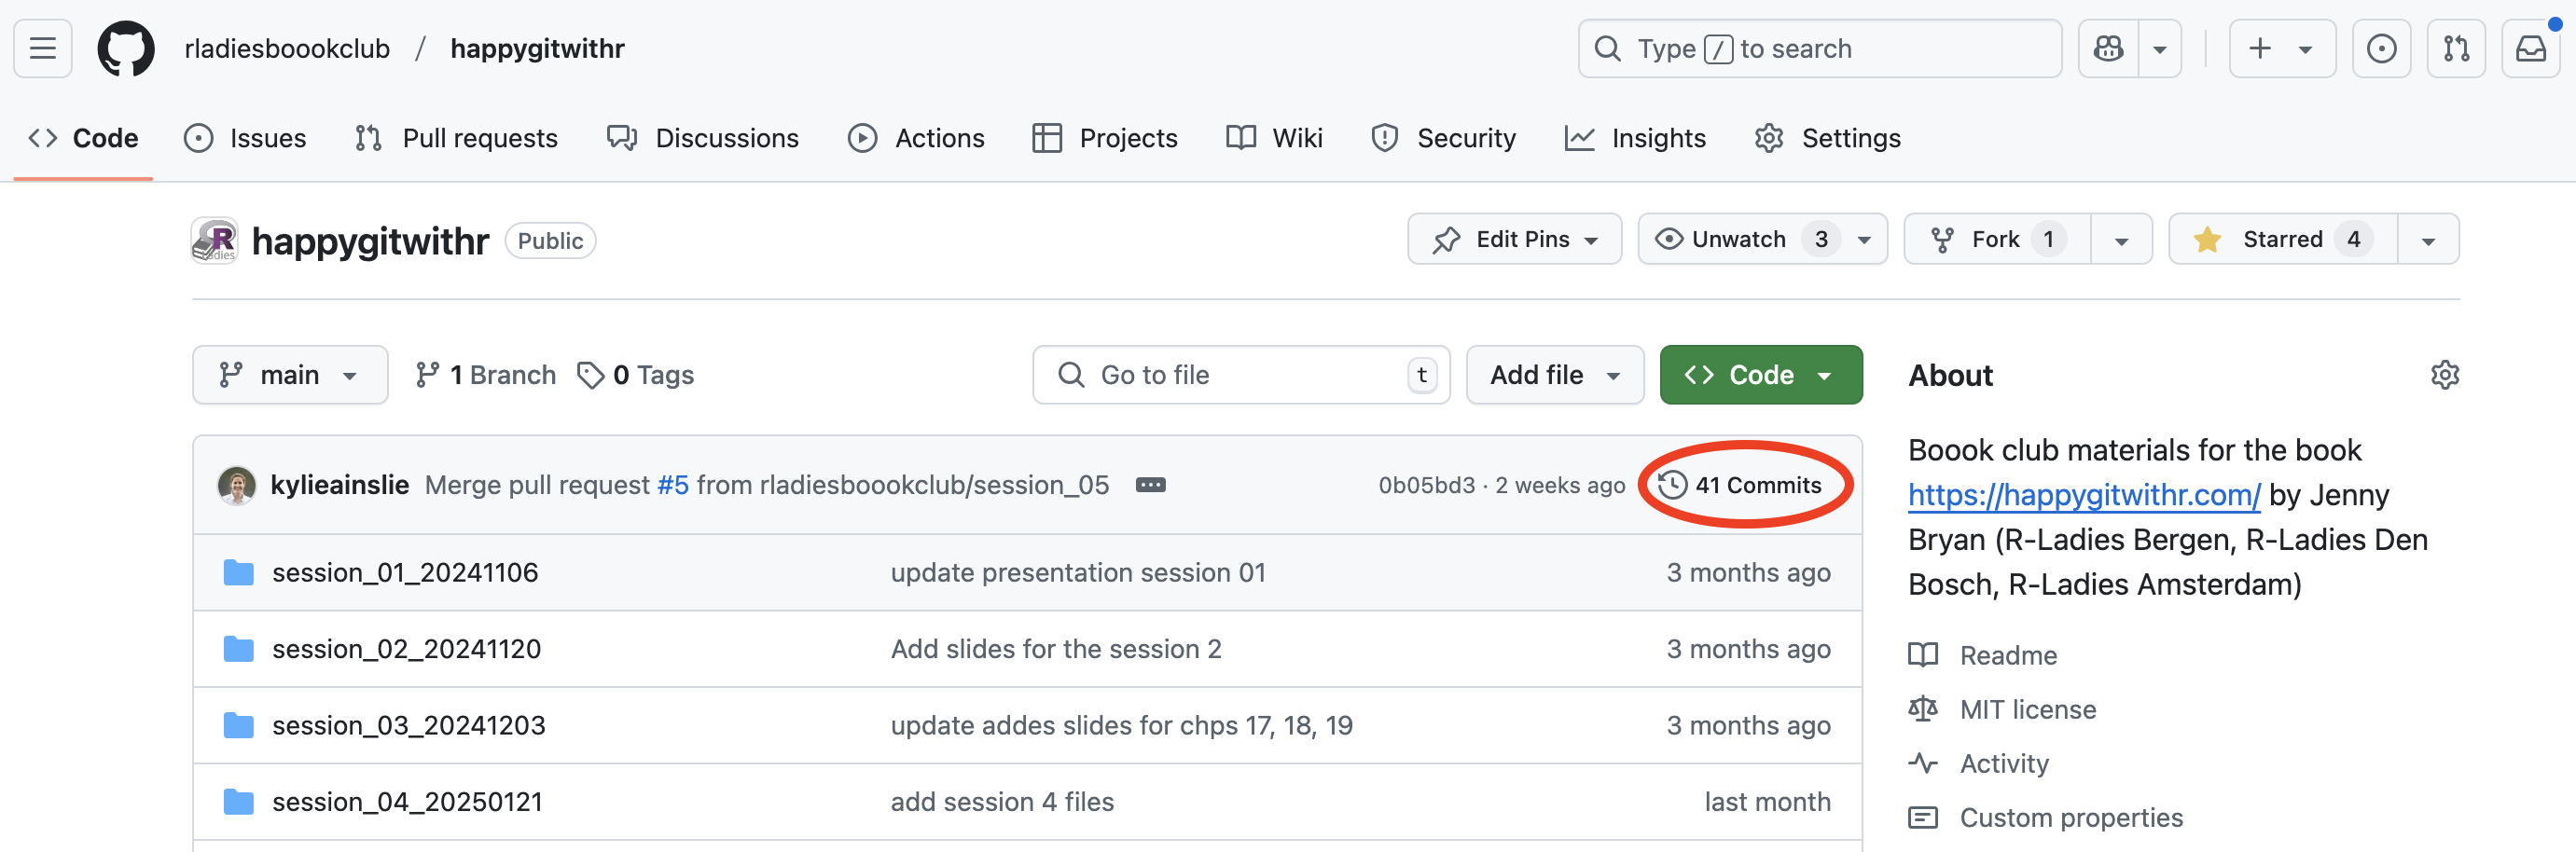 rladiesboookclub / happygitwithr
Type / to search
Code Issues Pull requests Discussions Actions Projects Wiki Security Insights Settings
happygitwithr Public
Edit Pins Unwatch 3 Fork 1 Starred 4
main 1 Branch 0 Tags
Go to file t Add file Code
kylieainslie Merge pull request #5 from rladiesboookclub/session_05 0b05bd3 · 2 weeks ago 41 Commits
session_01_20241106 update presentation session 01 3 months ago
session_02_20241120 Add slides for the session 2 3 months ago
session_03_20241203 update addes slides for chps 17, 18, 19 3 months ago
session_04_20250121 add session 4 files last month
About
Boook club materials for the book
https://happygitwithr.com/ by Jenny
Bryan (R-Ladies Bergen, R-Ladies Den
Bosch, R-Ladies Amsterdam)
Readme
MIT license
Activity
Custom properties